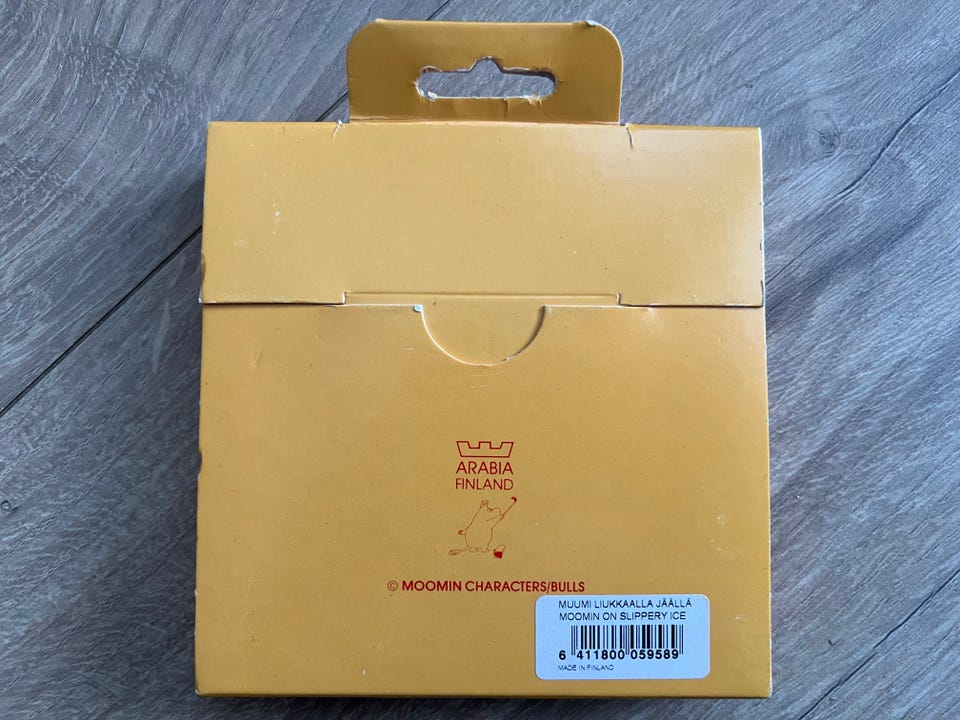 ARABIA
FINLAND
© MOOMIN CHARACTERS/BULLS
MUUMI LIUKKAALLA JÄÄLLÄ
MOOMIN ON SLIPPERY ICE
6 411800 059589
MADE IN FINLAND